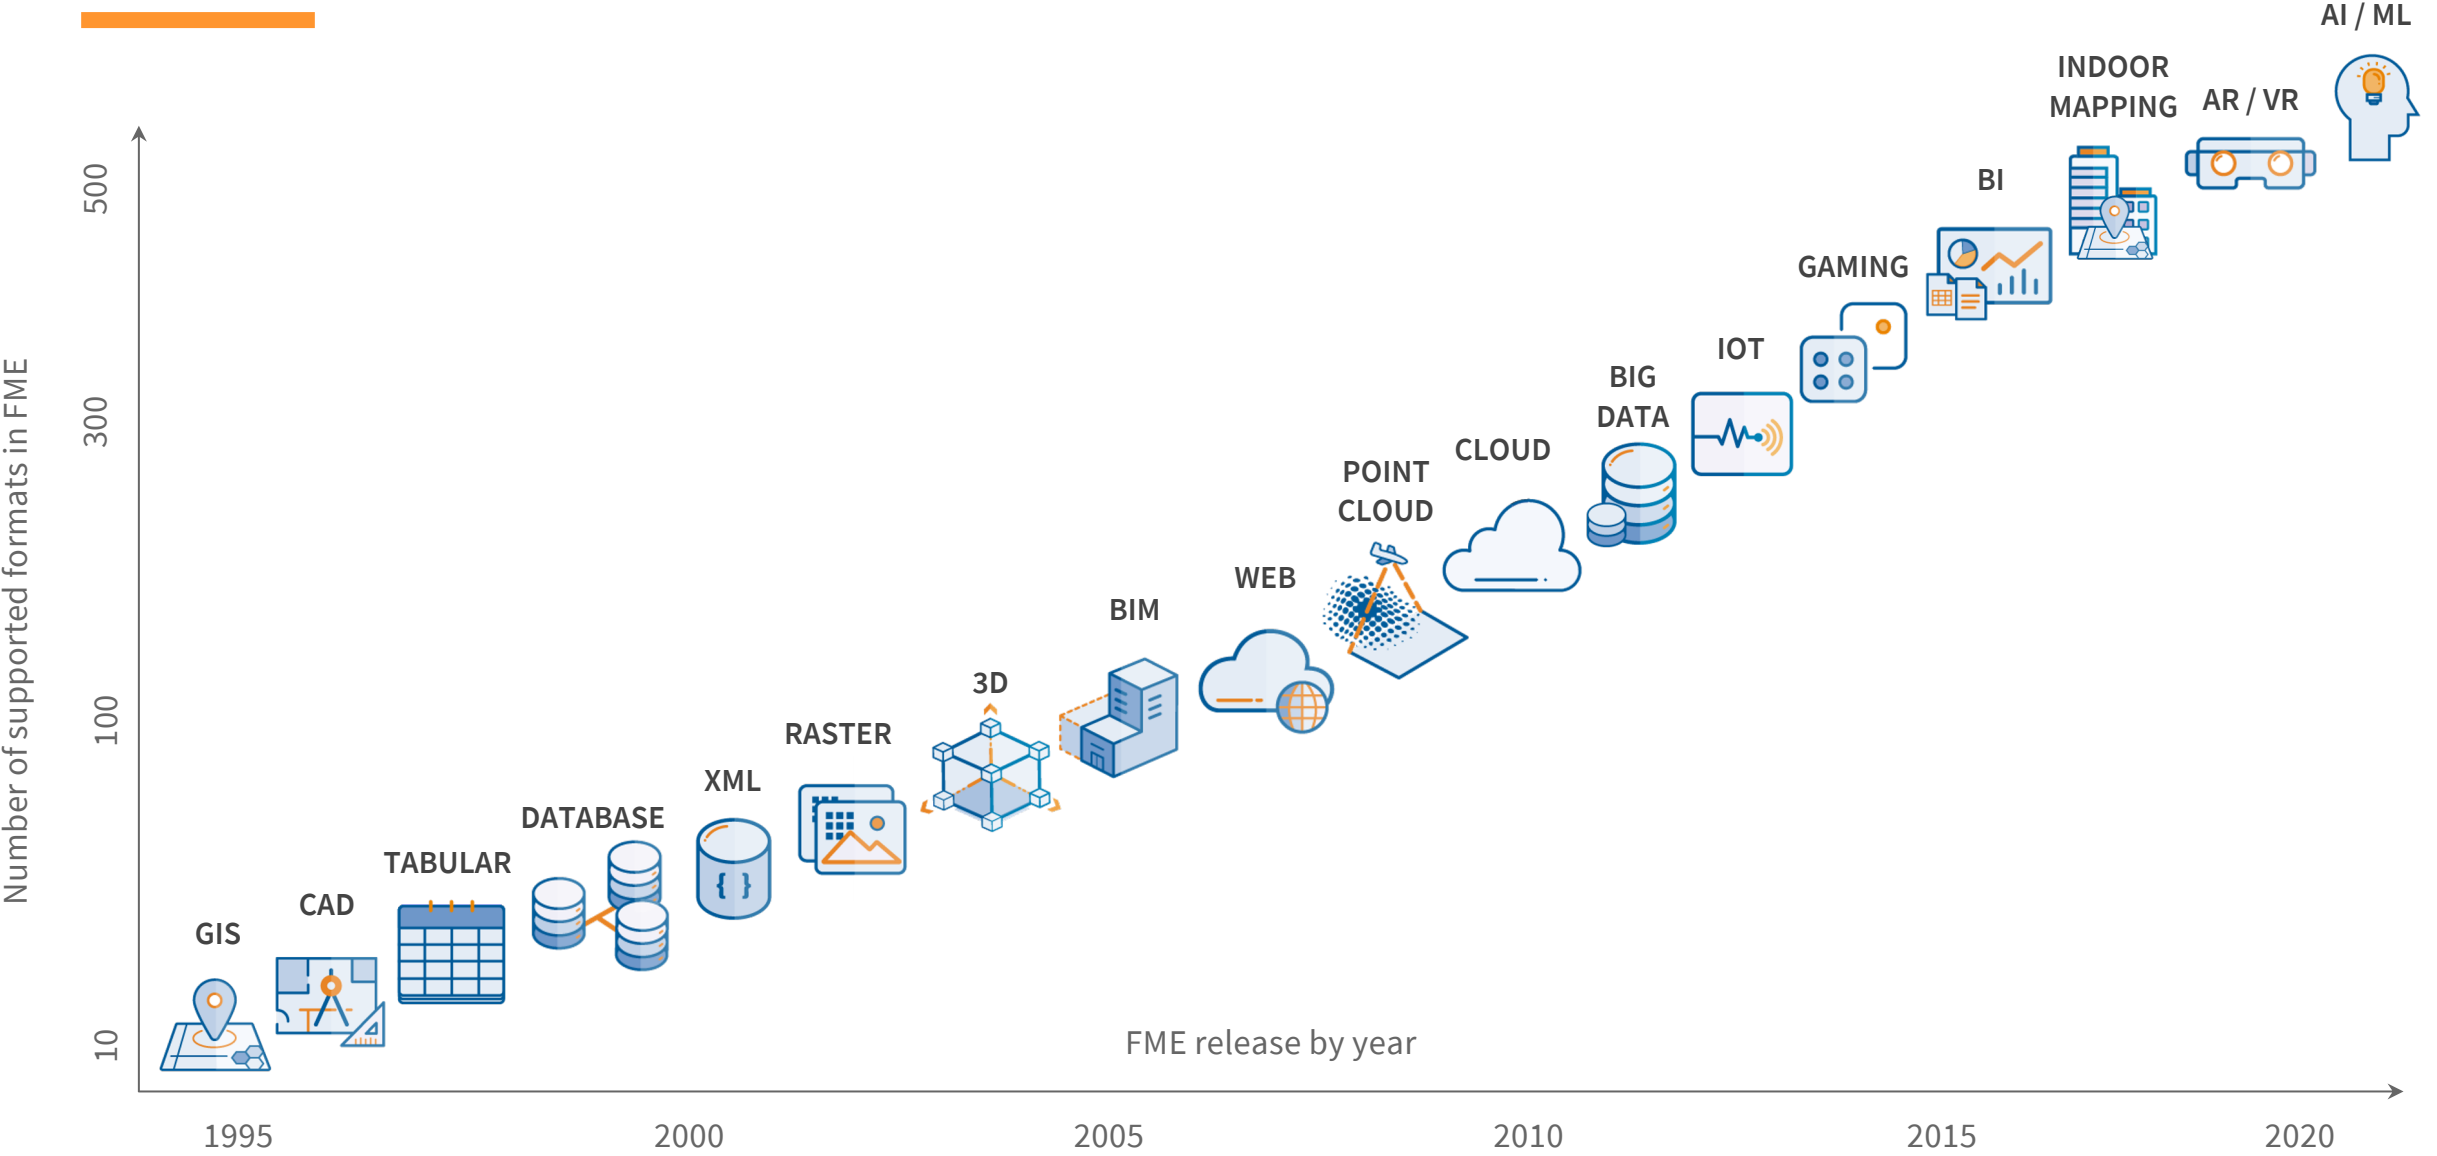 AI / ML
INDOOR
MAPPING
AR / VR
BI
GAMING
IOT
BIG
DATA
CLOUD
POINT
CLOUD
WEB
BIM
3D
RASTER
XML
DATABASE
TABULAR
CAD
GIS
Number of supported formats in FME
500
300
100
10
FME release by year
1995
2000
2005
2010
2015
2020